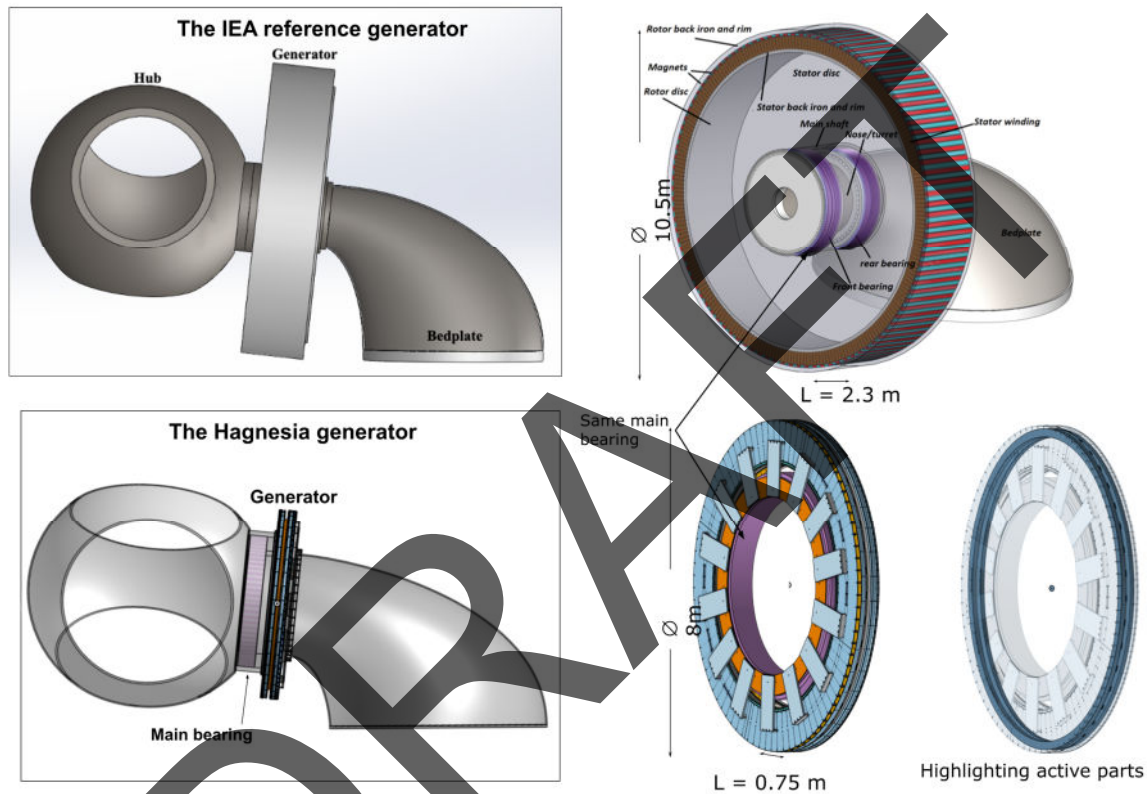 The IEA reference generator
Generator
Hub
Bedplate
Rotor back iron and rim
Magnets
Rotor disc
Stator disc
Stator back iron and rim
Main shaft
Nose/turret
Stator winding
Bedplate
rear bearing
Front bearing
Ø 10.5m
L = 2.3 m
Same main
bearing
The Hagnesia generator
Generator
Main bearing
Ø 8m
L = 0.75 m
Highlighting active parts
DRAFT